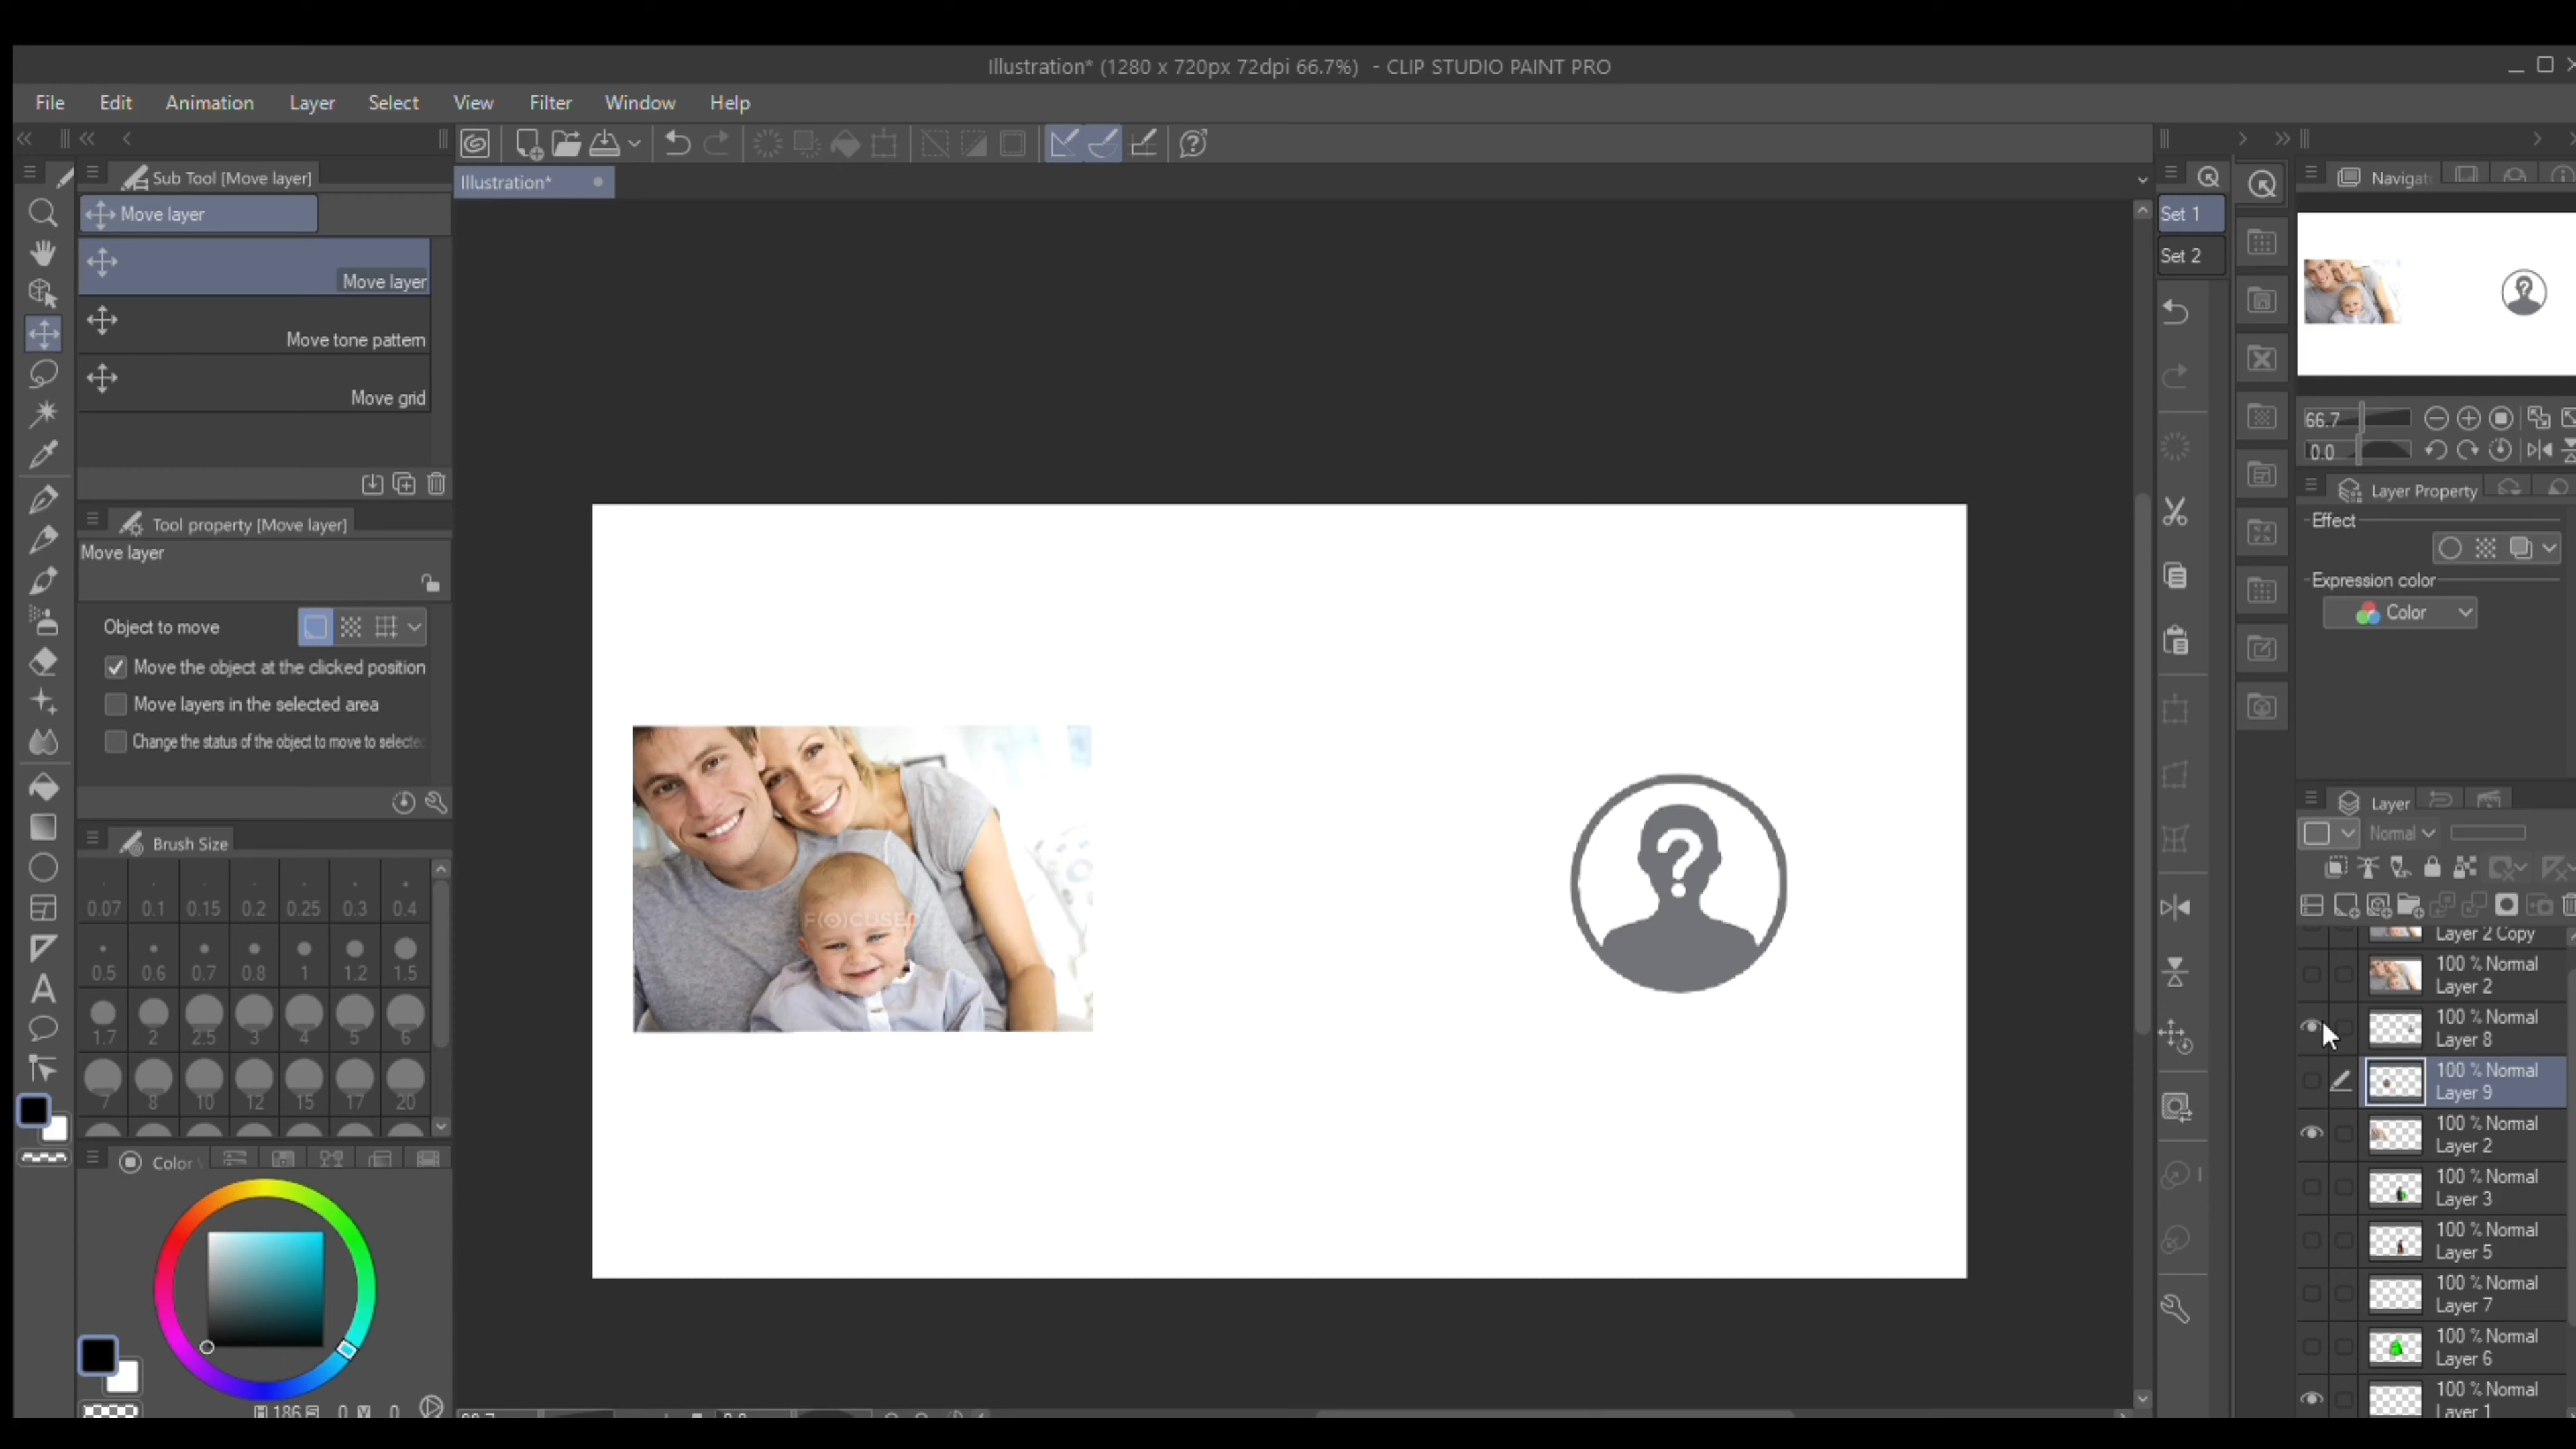 Illustration* (1280 x 720px 72dpi 66.7%) - CLIP STUDIO PAINT PRO
File Edit Animation Layer Select View Filter Window Help
Sub Tool [Move layer]
Move layer
Move layer
Move tone pattern
Move grid
Tool property [Move layer]
Move layer
Object to move
Move the object at the clicked position
Move layers in the selected area
Change the status of the object to move to
Brush Size
0.07 0.1 0.15 0.2 0.25 0.3 0.4
0.5 0.6 0.7 0.8 1 1.2 1.5
1.7 2 2.5 3 4 5 6
7 8 10 12 15 17 20
Color
186 0 0
Illustration*
?
Set 1
Set 2
66.7
0.0
Layer Property
Effect
Expression color
Color
Layer
Normal
Layer 2 Copy
100 % Normal
Layer 2
100 % Normal
Layer 8
100 % Normal
Layer 9
100 % Normal
Layer 2
100 % Normal
Layer 3
100 % Normal
Layer 5
100 % Normal
Layer 7
100 % Normal
Layer 6
100 % Normal
Layer 1